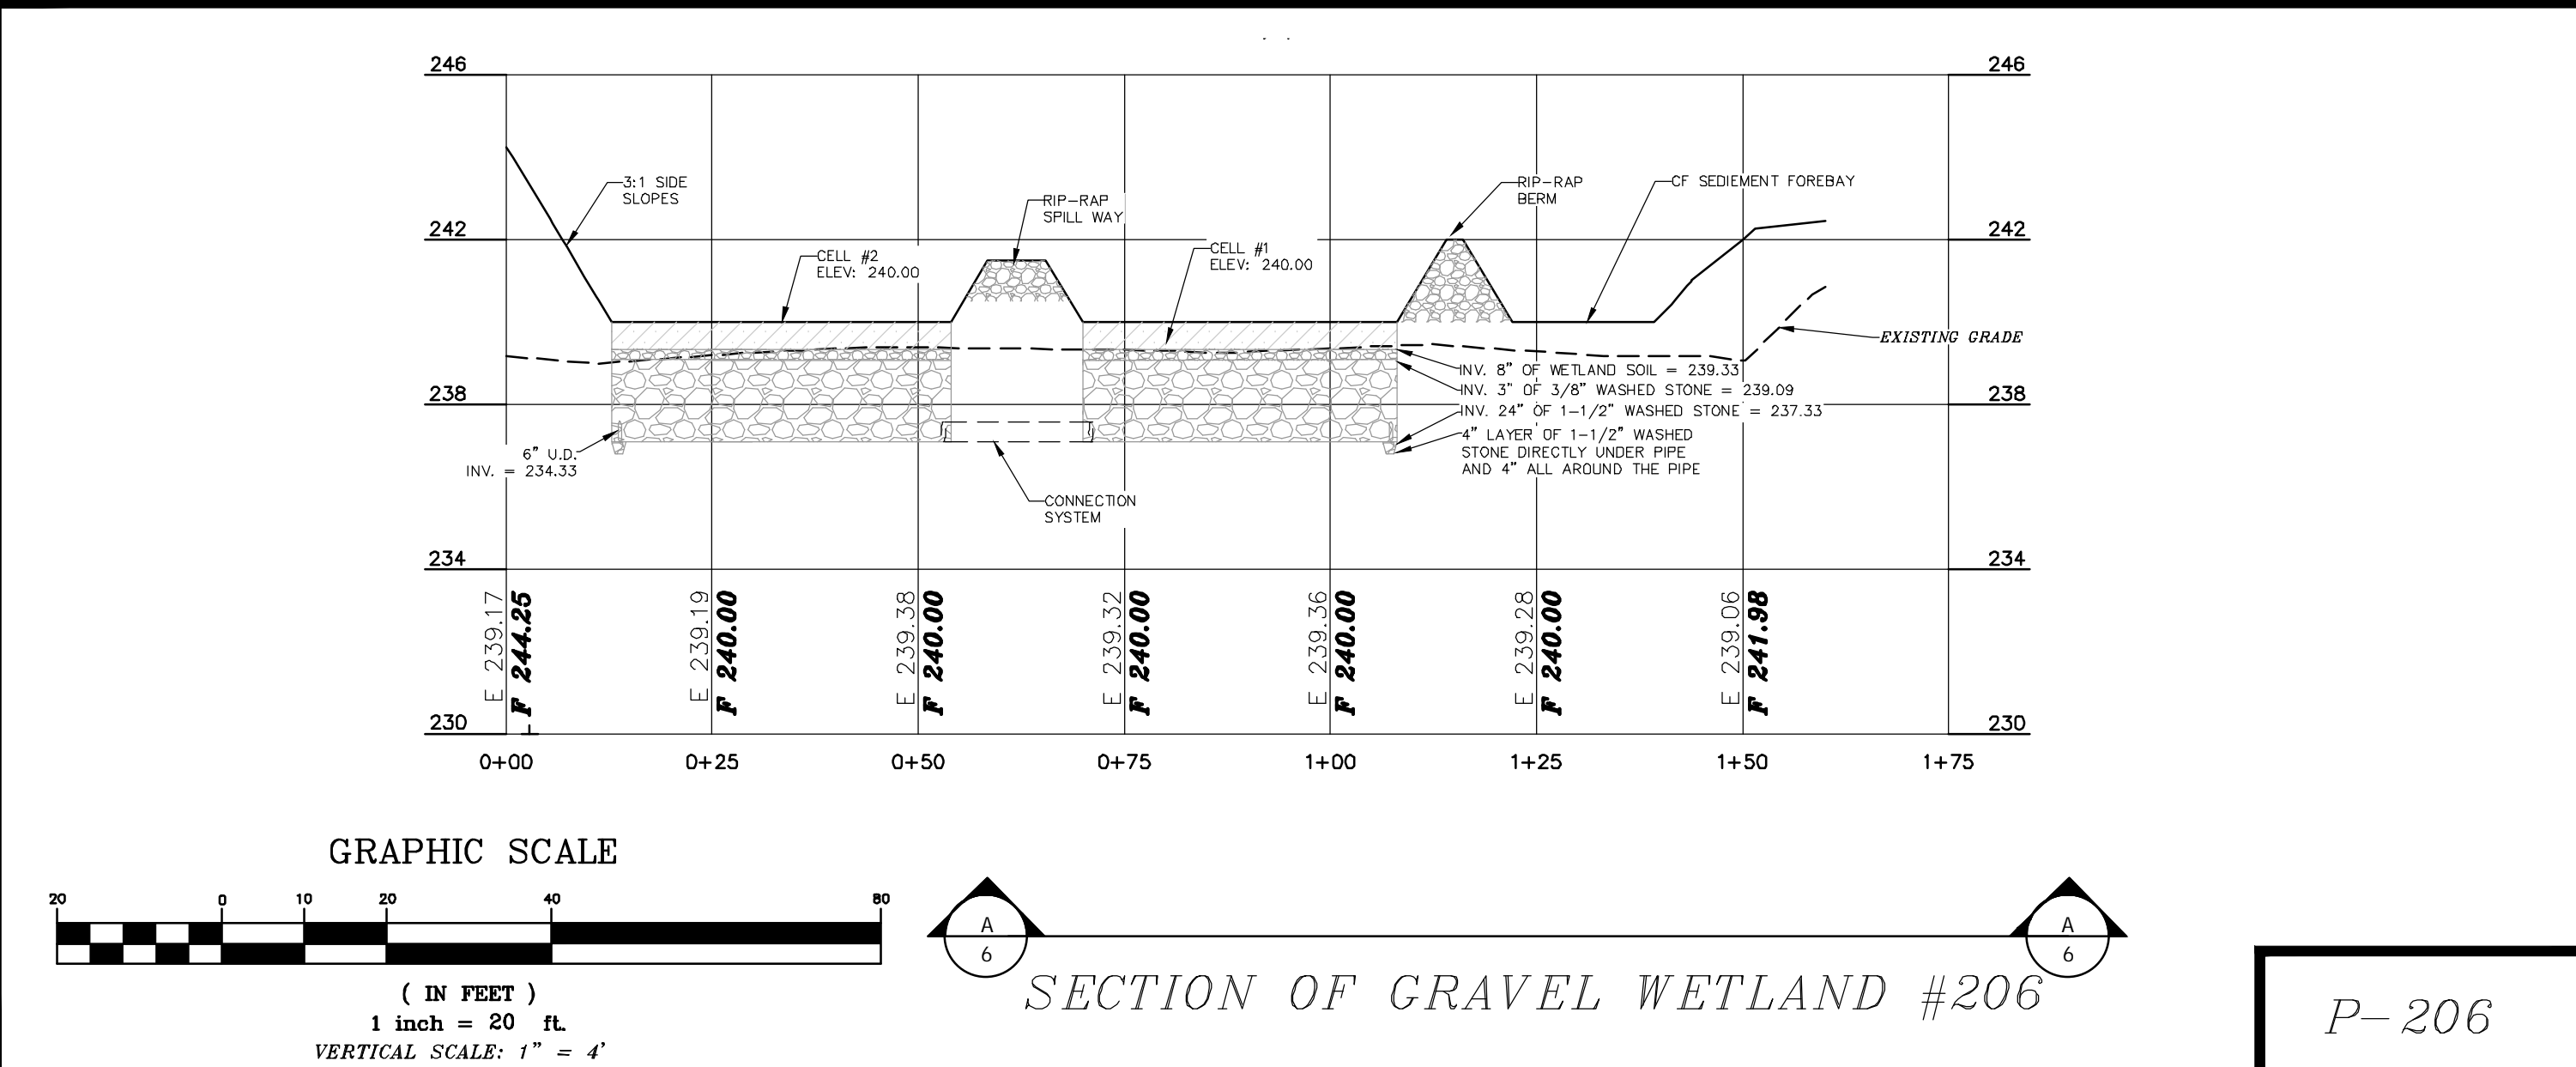 246 246
3:1 SIDE
SLOPES
RIP-RAP
SPILL WAY
RIP-RAP
BERM
CF SEDIEMENT FOREBAY
242 242
CELL #2
ELEV: 240.00
CELL #1
ELEV: 240.00
EXISTING GRADE
INV. 8" OF WETLAND SOIL = 239.33
INV. 3" OF 3/8" WASHED STONE = 239.09
238 238
INV. 24" OF 1-1/2" WASHED STONE = 237.33
4" LAYER OF 1-1/2" WASHED
STONE DIRECTLY UNDER PIPE
AND 4" ALL AROUND THE PIPE
6" U.D.
INV. = 234.33
CONNECTION
SYSTEM
234 234
E 239.17
F 244.25
E 239.19
F 240.00
E 239.38
F 240.00
E 239.32
F 240.00
E 239.36
F 240.00
E 239.28
F 240.00
E 239.06
F 241.98
230 230
0+00 0+25 0+50 0+75 1+00 1+25 1+50 1+75
GRAPHIC SCALE
20 0 10 20 40 80
( IN FEET )
1 inch = 20 ft.
VERTICAL SCALE: 1" = 4'
A
6
A
6
SECTION OF GRAVEL WETLAND #206
P-206